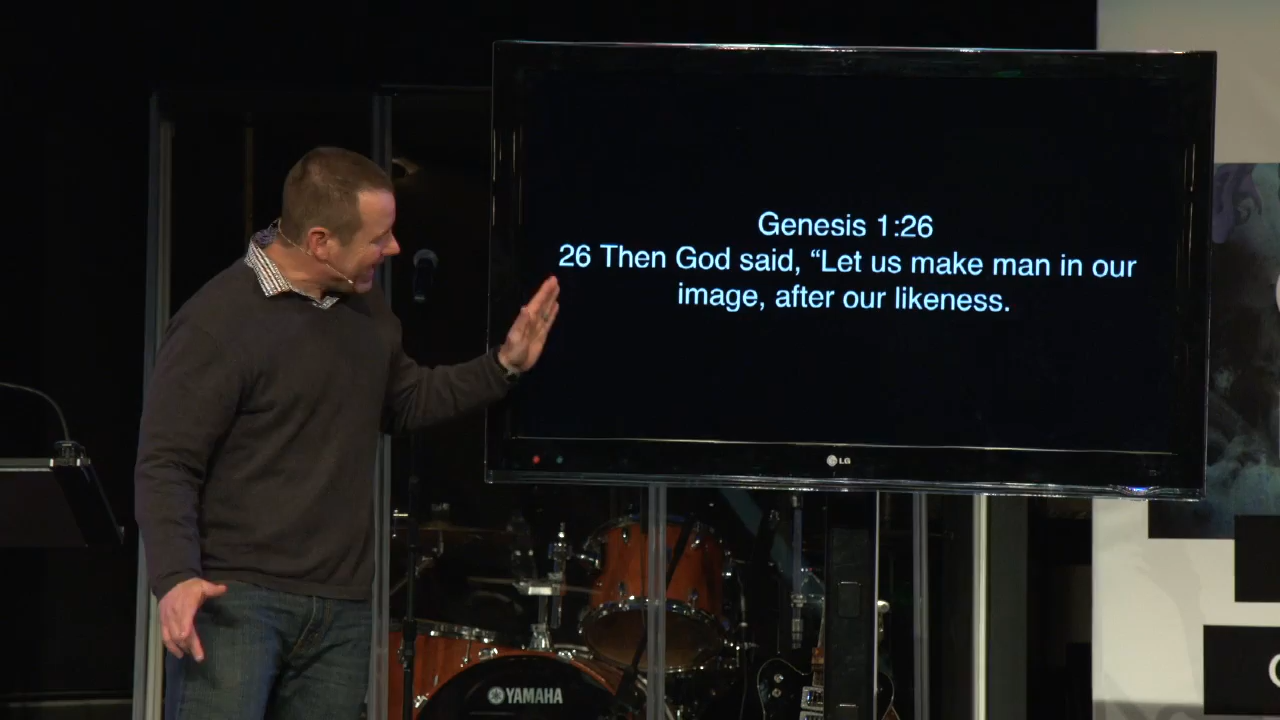 Genesis 1:26
26 Then God said, “Let us make man in our
image, after our likeness.
LG
YAMAHA